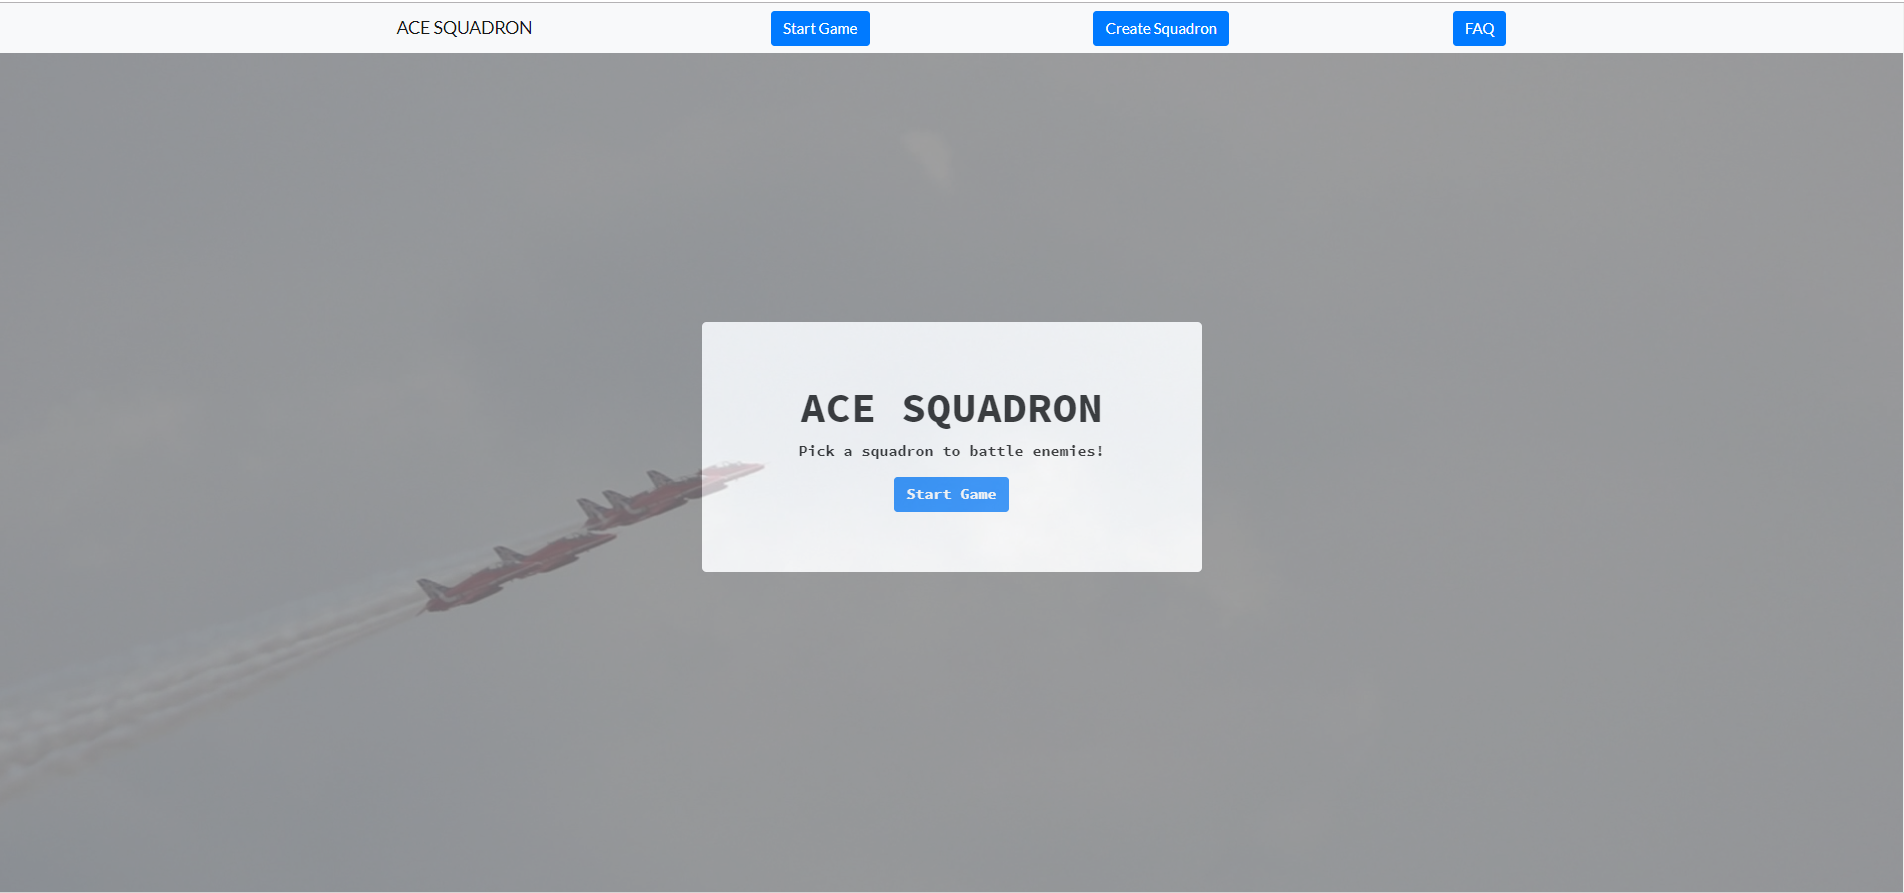 ACE SQUADRON
Start Game
Create Squadron
FAQ
ACE SQUADRON
Pick a squadron to battle enemies!
Start Game